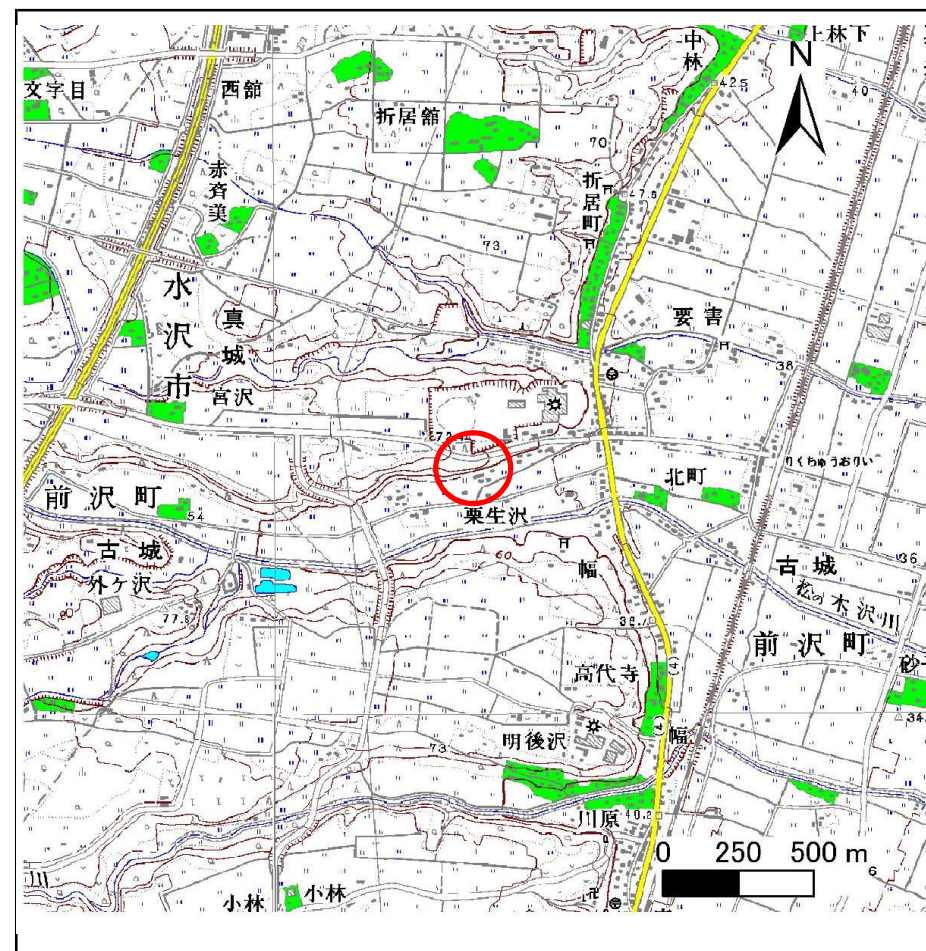 上林下
中林
N
文字目
西舘
折居舘
42.5
40
70
折居町
47.6
赤斉美
73
水沢市
真城
要害
38
宮沢
りくちゅうおりい
北町
前沢町
54
栗生沢
古城
外ケ沢
77.8
60
幅
古城
36
松の木沢川
前沢町
高代寺
(4)
明後沢
73
幅
川原
40.2
0 250 500 m
6
川
小林
小林